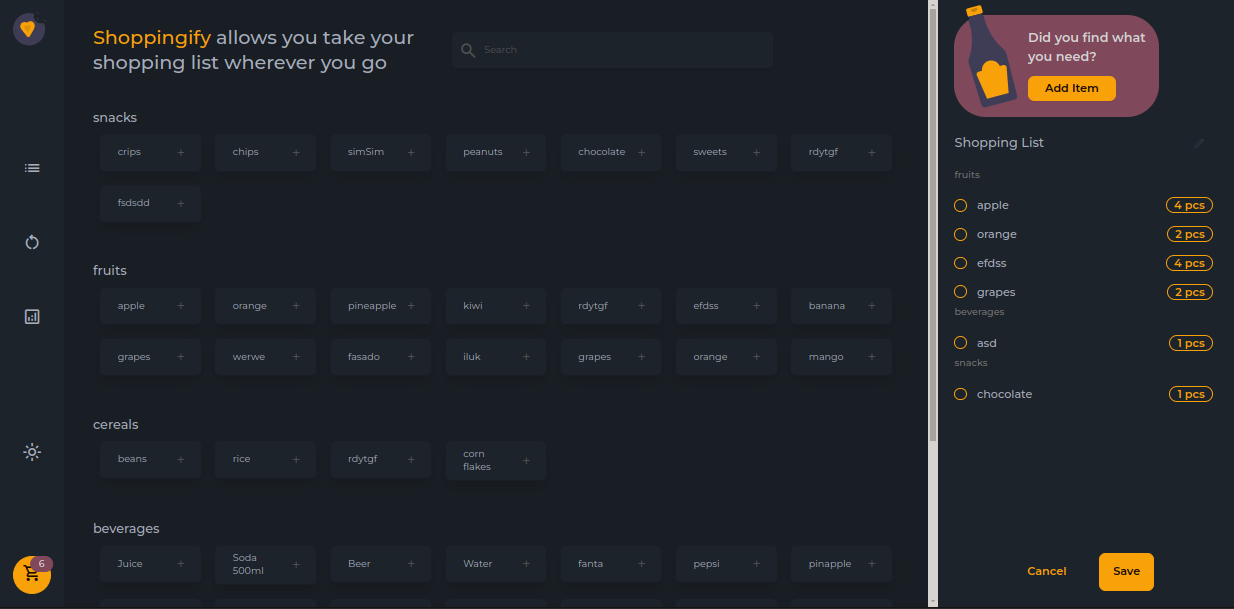 Shoppingify allows you take your
shopping list wherever you go
Search
snacks
crips +
chips +
simSim +
peanuts +
chocolate +
sweets +
rdytgf +
fsdsdd +
fruits
apple +
orange +
pineapple +
kiwi +
rdytgf +
efdss +
banana +
grapes +
werwe +
fasado +
iluk +
grapes +
orange +
mango +
cereals
beans +
rice +
rdytgf +
corn
flakes +
beverages
Juice +
Soda
500ml +
Beer +
Water +
fanta +
pepsi +
pinapple +
6
Did you find what
you need?
Add Item
Shopping List
fruits
apple 4 pcs
orange 2 pcs
efdss 4 pcs
grapes 2 pcs
beverages
asd 1 pcs
snacks
chocolate 1 pcs
Cancel
Save